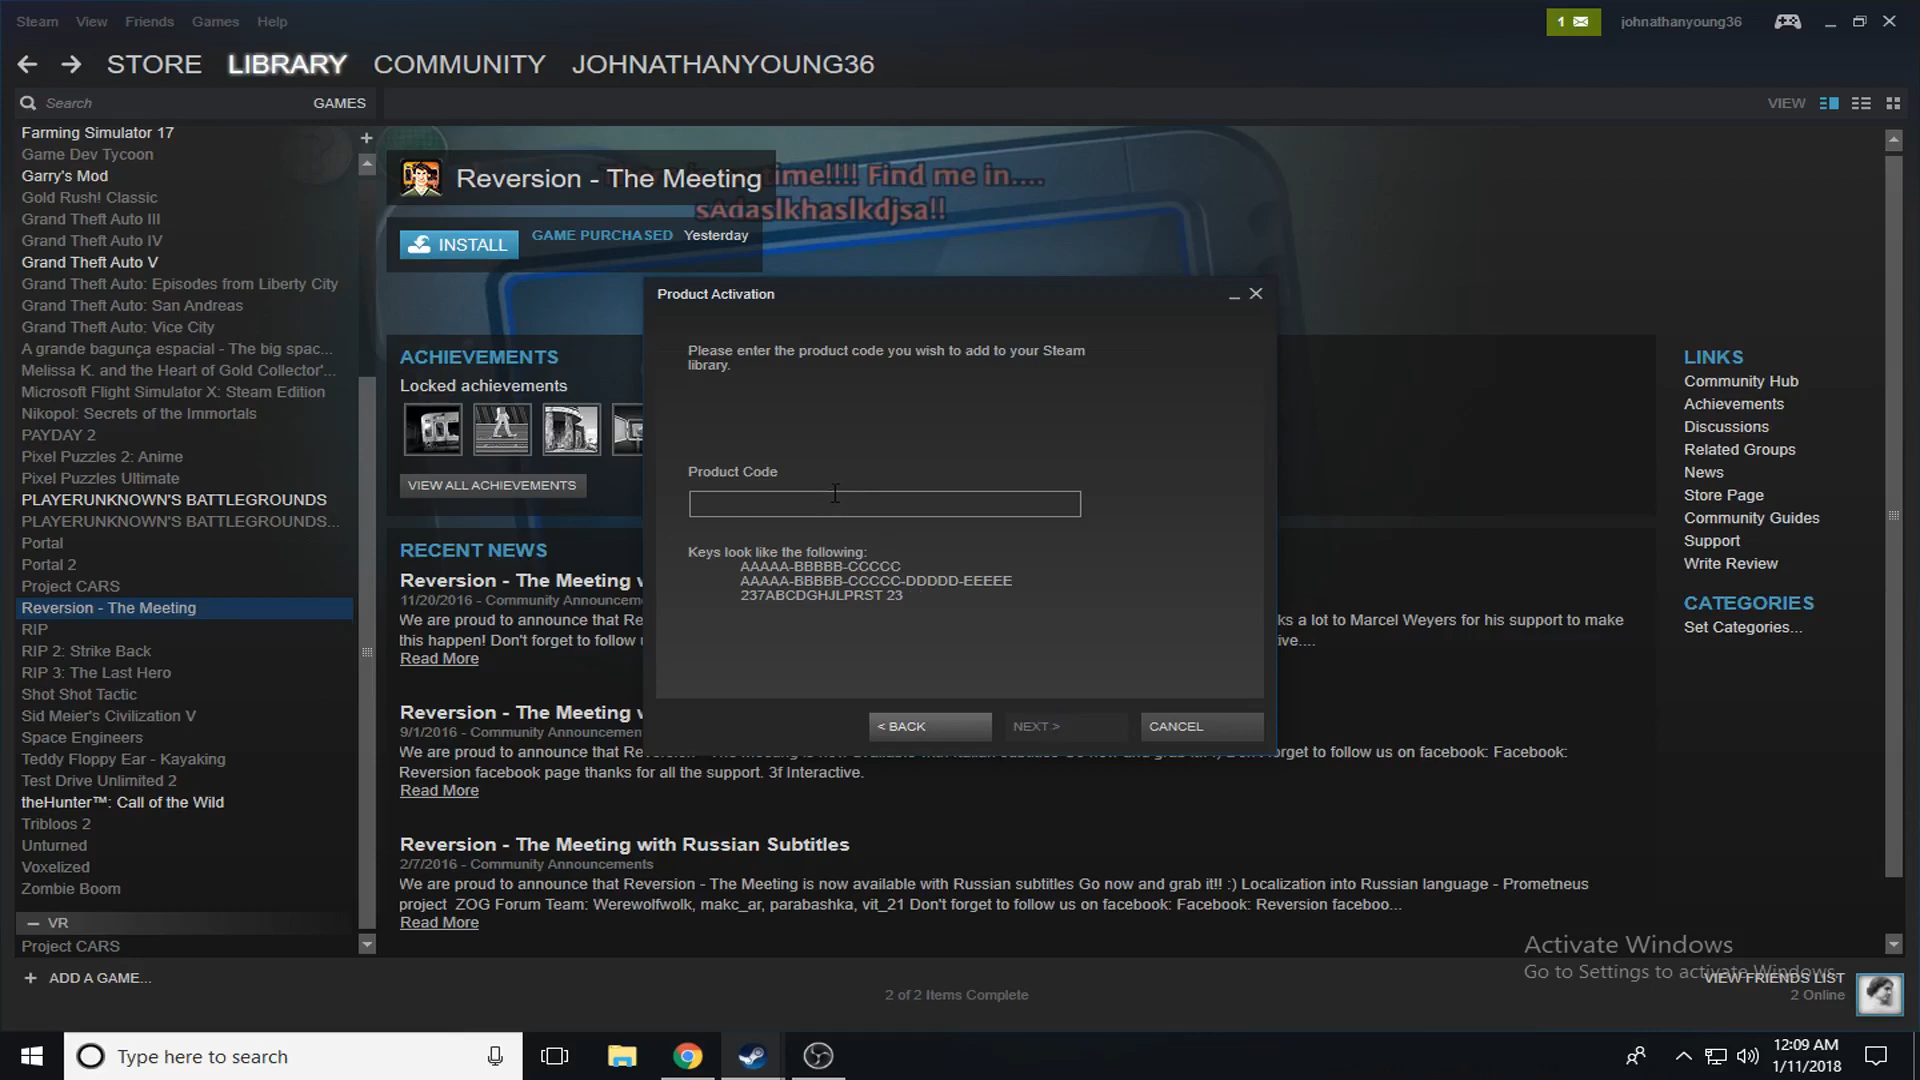 Steam View Friends Games Help
1 johnathanyoung36
STORE LIBRARY COMMUNITY JOHNATHANYOUNG36
Search GAMES VIEW
Farming Simulator 17
Game Dev Tycoon
Garry's Mod
Gold Rush! Classic
Grand Theft Auto III
Grand Theft Auto IV
Grand Theft Auto V
Grand Theft Auto: Episodes from Liberty City
Grand Theft Auto: San Andreas
Grand Theft Auto: Vice City
A grande bagunça espacial - The big spac...
Melissa K. and the Heart of Gold Collector'...
Microsoft Flight Simulator X: Steam Edition
Nikopol: Secrets of the Immortals
PAYDAY 2
Pixel Puzzles 2: Anime
Pixel Puzzles Ultimate
PLAYERUNKNOWN'S BATTLEGROUNDS
PLAYERUNKNOWN'S BATTLEGROUNDS...
Portal
Portal 2
Project CARS
Reversion - The Meeting
RIP
RIP 2: Strike Back
RIP 3: The Last Hero
Shot Shot Tactic
Sid Meier's Civilization V
Space Engineers
Teddy Floppy Ear - Kayaking
Test Drive Unlimited 2
theHunter™: Call of the Wild
Tribloos 2
Unturned
Voxelized
Zombie Boom
VR
Project CARS
+ ADD A GAME...
Reversion - The Meeting
time!!!! Find me in....
sAdaslkhaslkdjsa!!
INSTALL
GAME PURCHASED Yesterday
ACHIEVEMENTS
Locked achievements
VIEW ALL ACHIEVEMENTS
RECENT NEWS
Reversion - The Meeting
11/20/2016 - Community Announcem
We are proud to announce that Re
ks a lot to Marcel Weyers for his support to make
this happen! Don't forget to follow
ive....
Read More
Reversion - The Meeting
9/1/2016 - Community Announcemen
We are proud to announce that
get to follow us on facebook: Facebook:
Reversion facebook page thanks for all the support. 3f Interactive.
Read More
Reversion - The Meeting with Russian Subtitles
2/7/2016 - Community Announcements
We are proud to announce that Reversion - The Meeting is now available with Russian subtitles Go now and grab it!! :) Localization into Russian language - Prometneus
project ZOG Forum Team: Werewolfwolk, makc_ar, parabashka, vit_21 Don't forget to follow us on facebook: Facebook: Reversion faceboo...
Read More
Product Activation
Please enter the product code you wish to add to your Steam
library.
Product Code
Keys look like the following:
AAAAA-BBBBB-CCCCC
AAAAA-BBBBB-CCCCC-DDDDD-EEEEE
237ABCDGHJLPRST 23
< BACK NEXT > CANCEL
LINKS
Community Hub
Achievements
Discussions
Related Groups
News
Store Page
Community Guides
Support
Write Review
CATEGORIES
Set Categories...
Activate Windows
Go to Settings to activate Windows.
VIEW FRIENDS LIST
2 Online
2 of 2 Items Complete
Type here to search
12:09 AM
1/11/2018